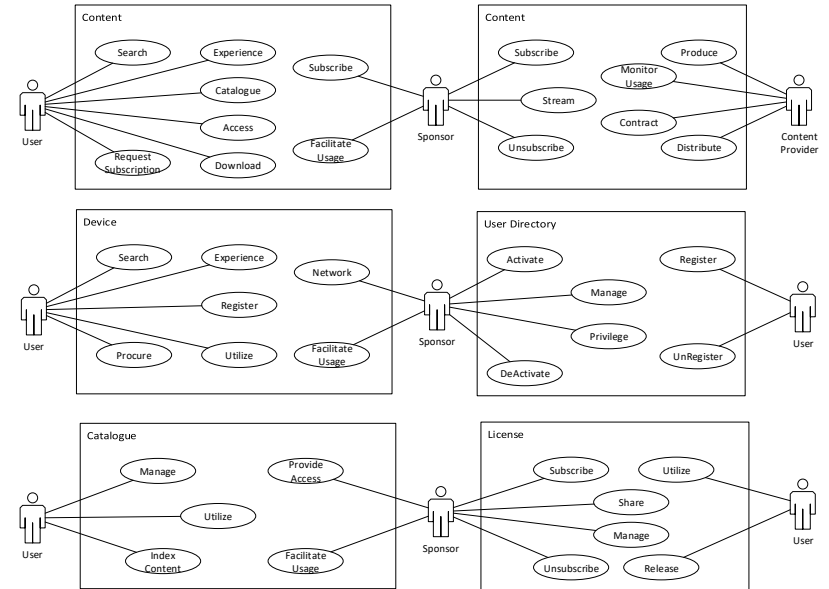 Content
Search
Experience
Subscribe
Catalogue
Access
Facilitate
Usage
Request
Subscription
Download
User
Sponsor
Content
Subscribe
Produce
Monitor
Usage
Stream
Contract
Unsubscribe
Distribute
Content
Provider
Device
Search
Experience
Network
Register
Procure
Utilize
Facilitate
Usage
User
Sponsor
User Directory
Activate
Register
Manage
Privilege
UnRegister
DeActivate
User
Catalogue
Manage
Provide
Access
Utilize
Index
Content
Facilitate
Usage
User
Sponsor
License
Subscribe
Utilize
Share
Manage
Unsubscribe
Release
User